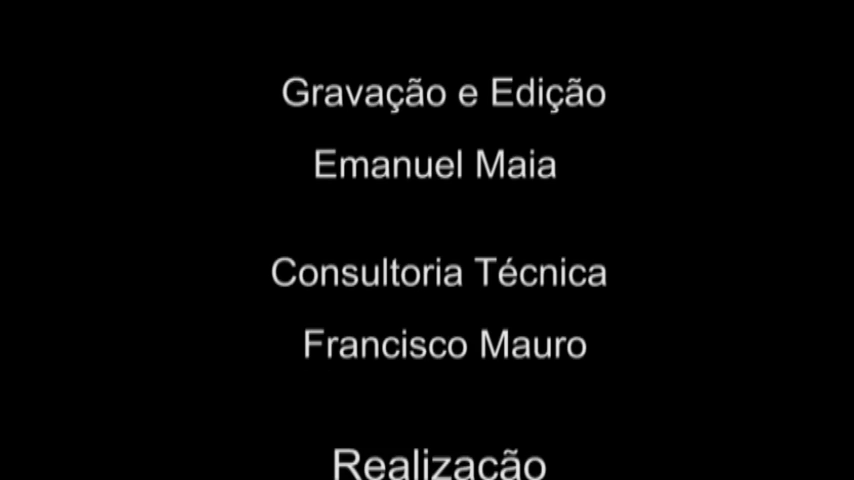 Gravação e Edição
Emanuel Maia
Consultoria Técnica
Francisco Mauro
Realização